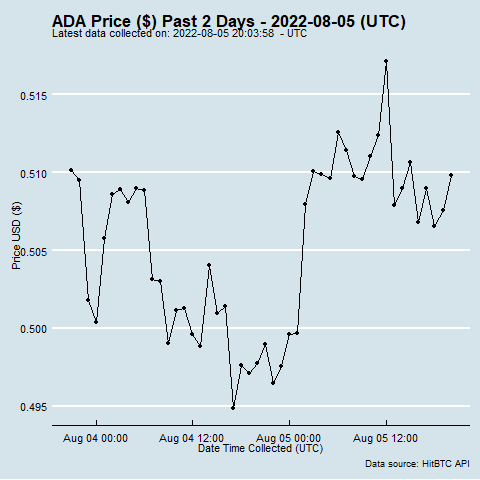 ADA Price ($) Past 2 Days - 2022-08-05 (UTC)
Latest data collected on: 2022-08-05 20:03:58 - UTC
0.515
0.510
0.505
0.500
0.495
Price USD ($)
Aug 04 00:00 Aug 04 12:00 Aug 05 00:00 Aug 05 12:00
Date Time Collected (UTC)
Data source: HitBTC API